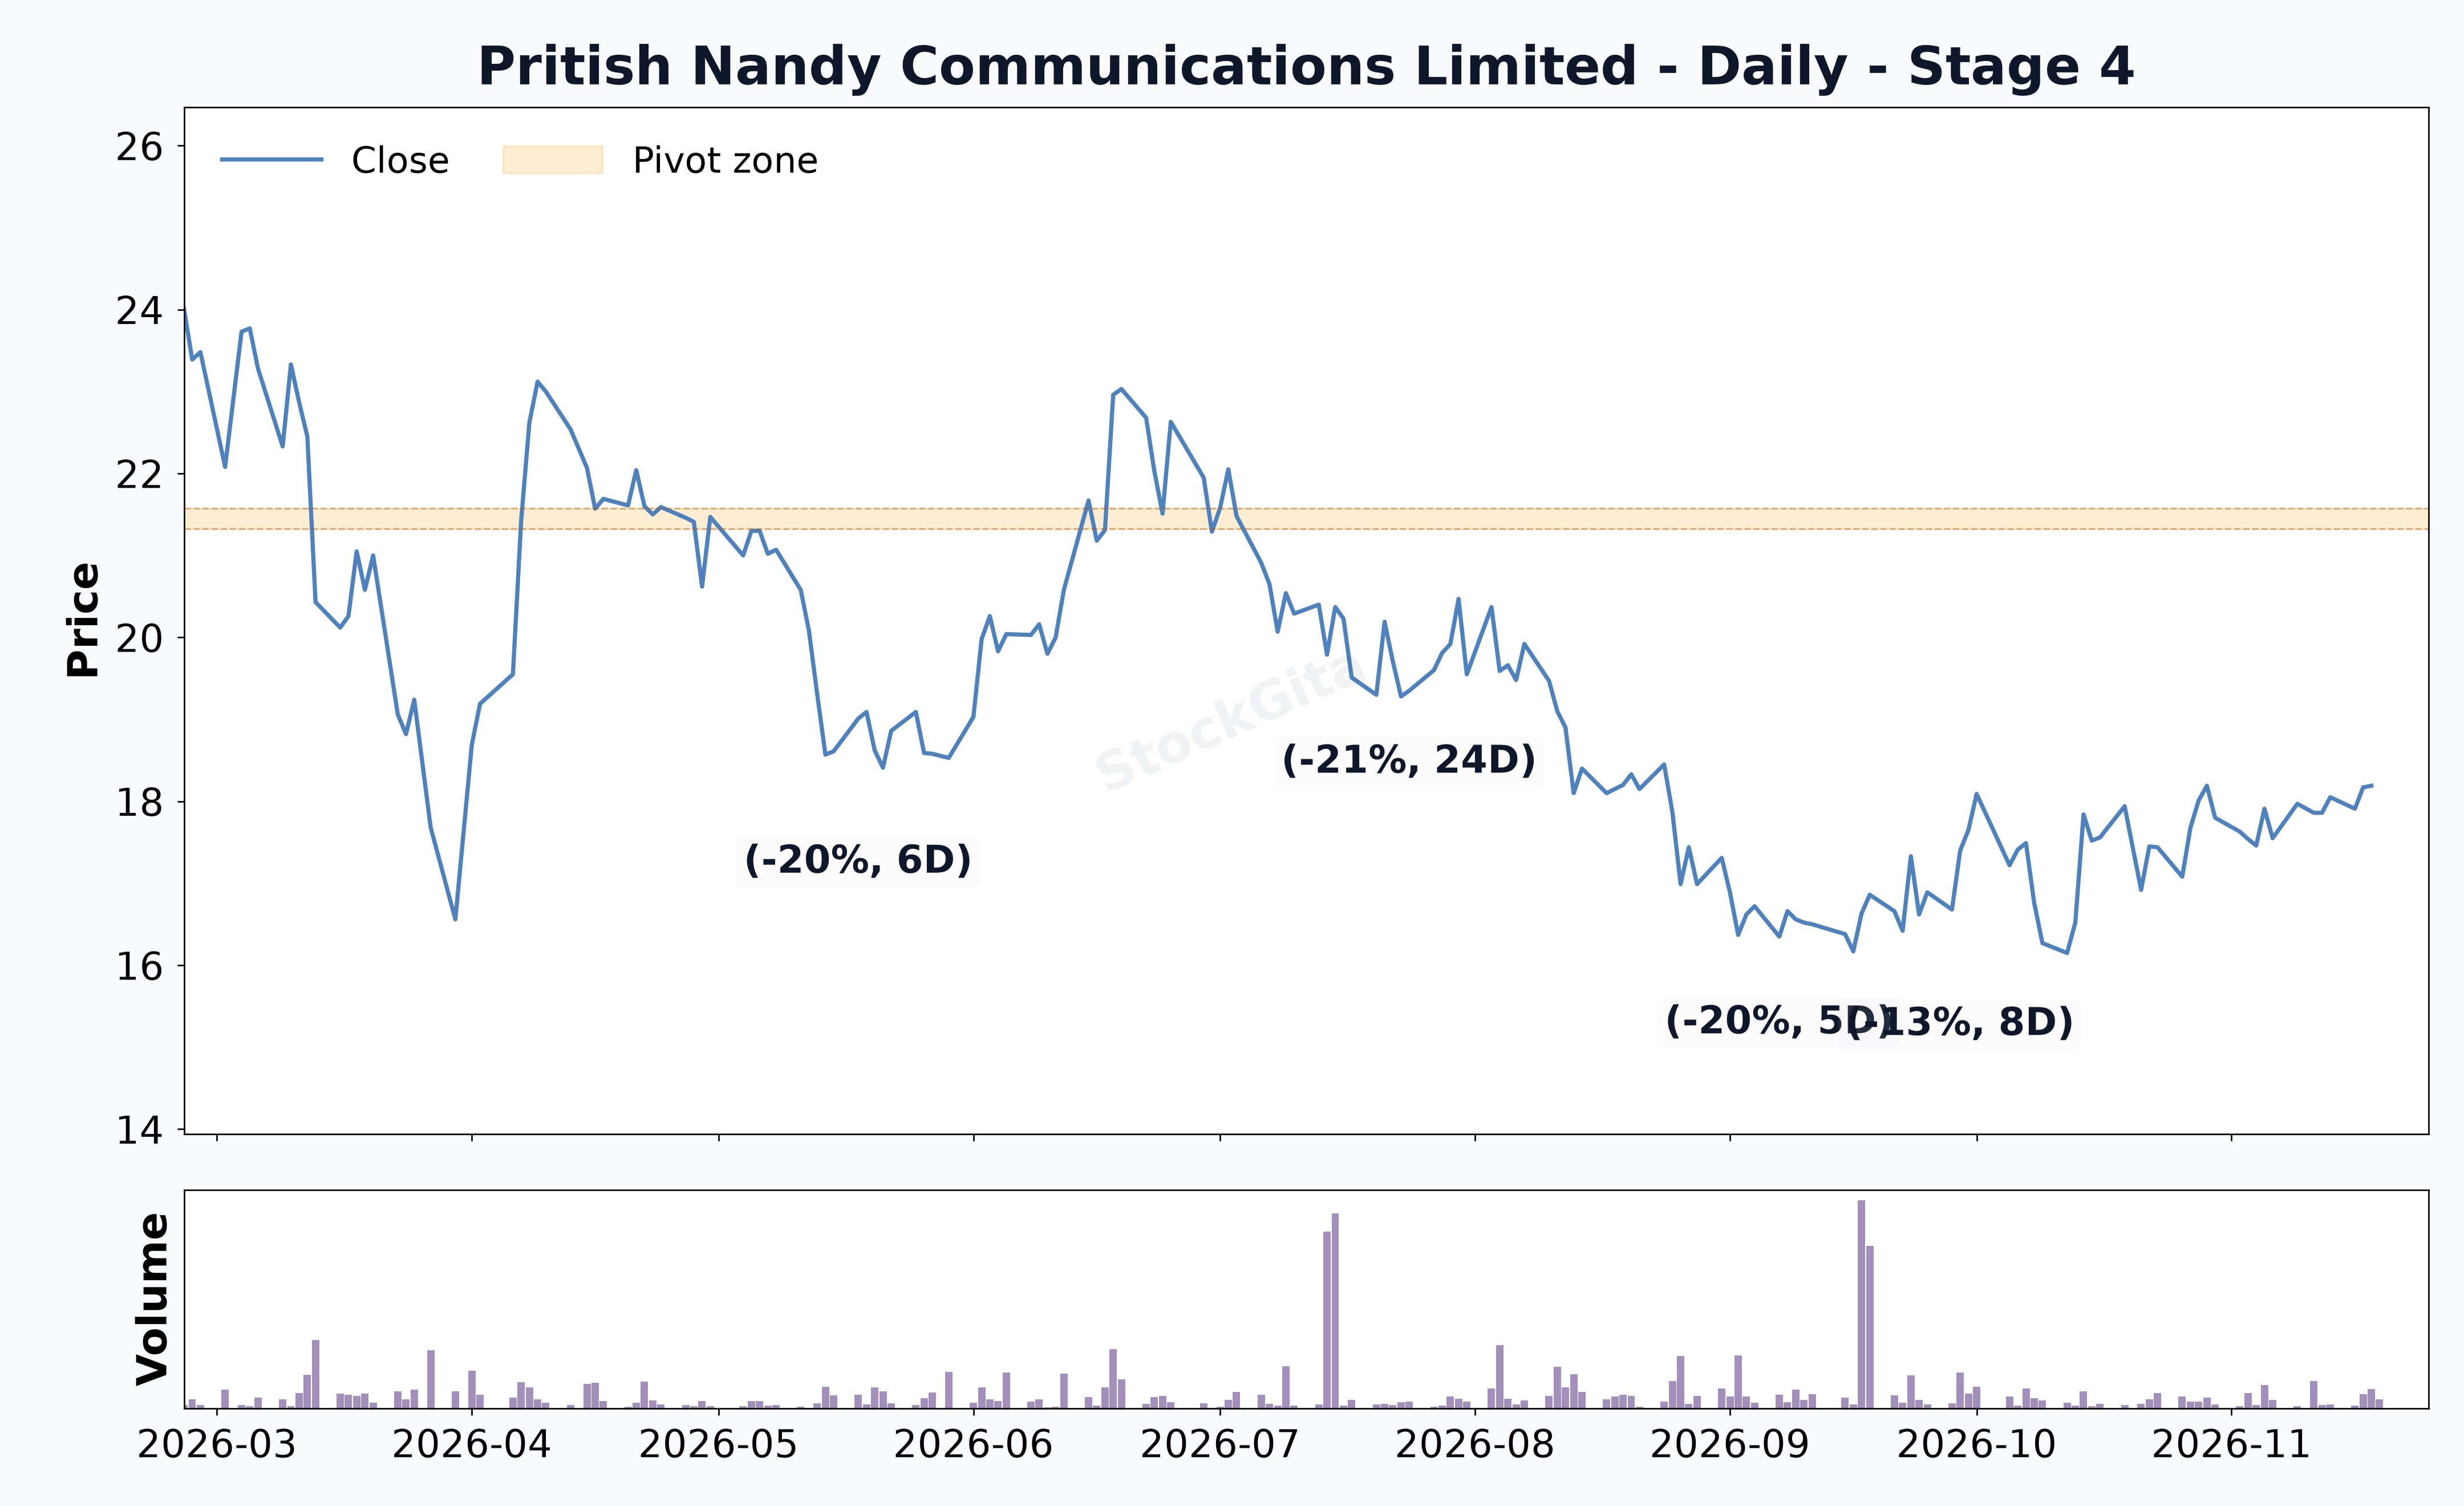 Pritish Nandy Communications Limited - Daily - Stage 4
Close
Pivot zone
26
24
22
20
18
16
14
Price
StockGita
(-21%, 24D)
(-20%, 6D)
(-20%, 5D)
(-13%, 8D)
Volume
2026-03
2026-04
2026-05
2026-06
2026-07
2026-08
2026-09
2026-10
2026-11